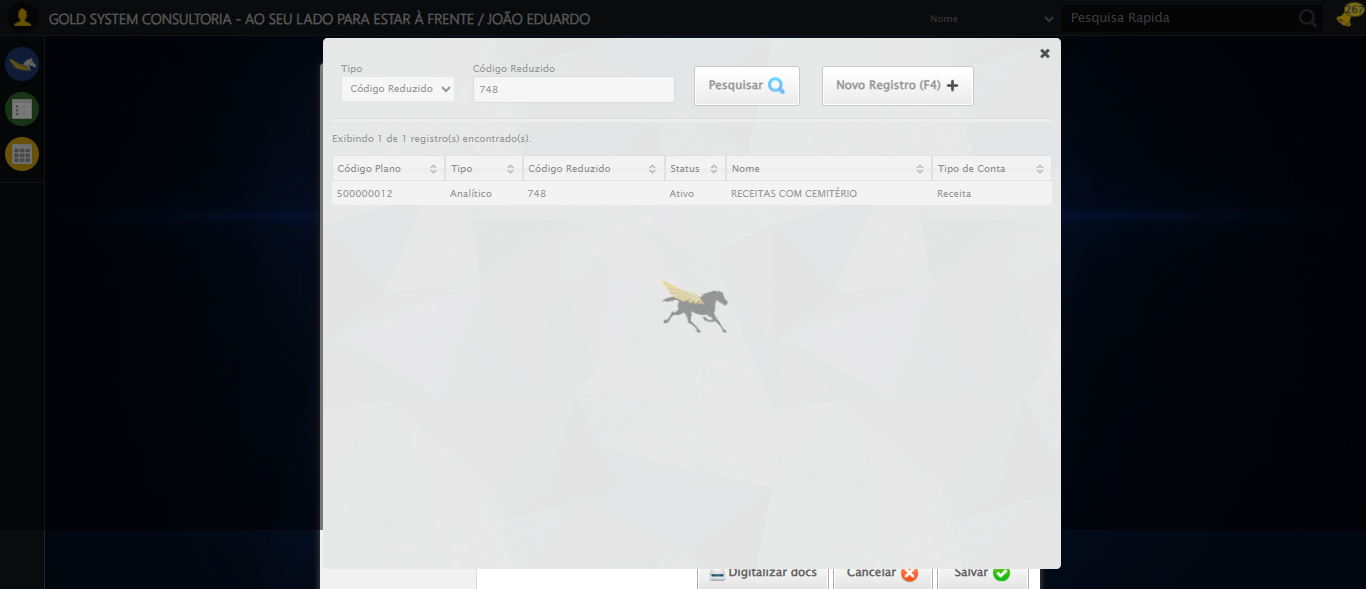 GOLD SYSTEM CONSULTORIA - AO SEU LADO PARA ESTAR À FRENTE / JOÃO EDUARDO
Nome
Pesquisa Rapida
267
Tipo
Código Reduzido
Código Reduzido
748
Pesquisar
Novo Registro (F4)
Exibindo 1 de 1 registro(s) encontrado(s).
Código Plano Tipo Código Reduzido Status Nome Tipo de Conta
500000012 Analítico 748 Ativo RECEITAS COM CEMITÉRIO Receita
Digitalizar docs Cancelar Salvar